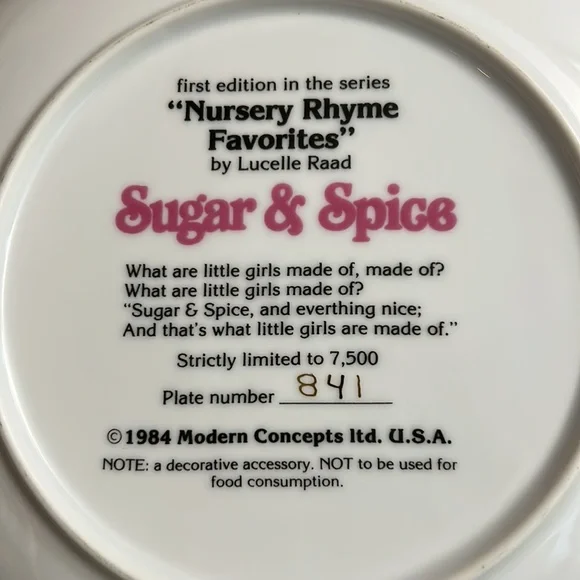 first edition in the series
“Nursery Rhyme
Favorites”
by Lucelle Raad
Sugar & Spice
What are little girls made of, made of?
What are little girls made of?
“Sugar & Spice, and everthing nice;
And that's what little girls are made of.”
Strictly limited to 7,500
Plate number 841
©1984 Modern Concepts ltd. U.S.A.
NOTE: a decorative accessory. NOT to be used for
food consumption.